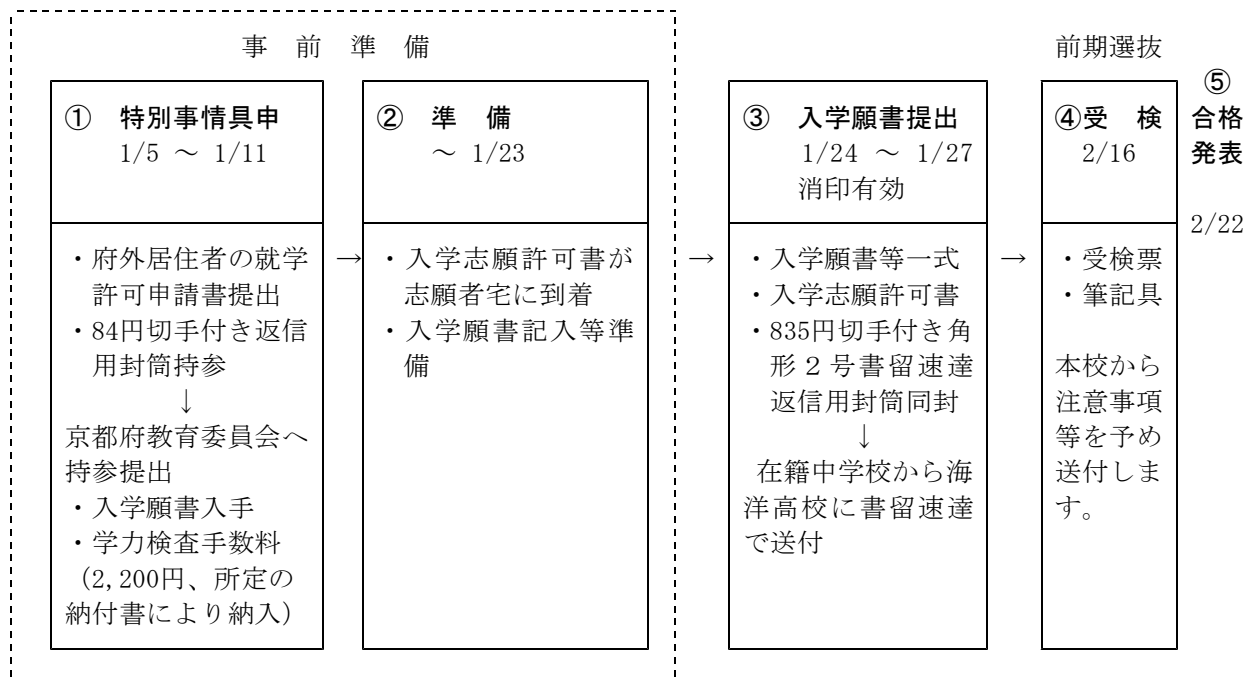 事 前 準 備
前期選抜
① 特別事情具申
1/5 ～ 1/11
・府外居住者の就学
許可申請書提出
・84円切手付き返信
用封筒持参
↓
京都府教育委員会へ
持参提出
・入学願書入手
・学力検査手数料
（2,200円、所定の
納付書により納入）
→
② 準 備
～ 1/23
・入学志願許可書が
志願者宅に到着
・入学願書記入等準
備
→
③ 入学願書提出
1/24 ～ 1/27
消印有効
・入学願書等一式
・入学志願許可書
・835円切手付き角
形２号書留速達
返信用封筒同封
↓
在籍中学校から海
洋高校に書留速達
で送付
→
④受 検
2/16
・受検票
・筆記具
本校から
注意事項
等を予め
送付しま
す。
⑤
合格
発表
2/22